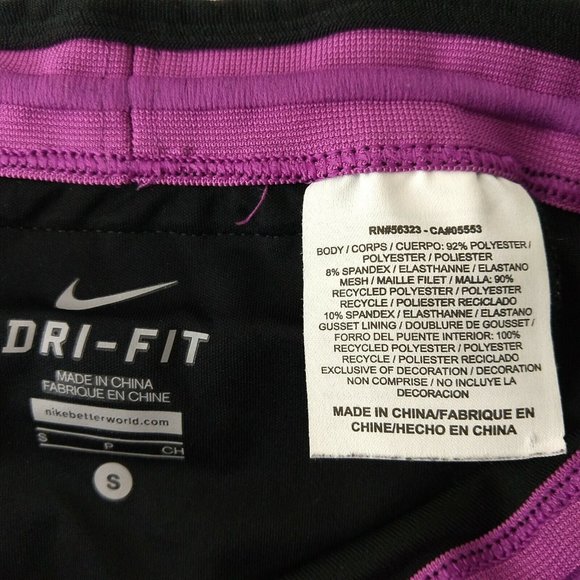 DRI-FIT
MADE IN CHINA
FABRIQUE EN CHINE
nikebetterworld.com
S P CH
S
RN#56323 - CA#05553
BODY / CORPS / CUERPO: 92% POLYESTER /
POLYESTER / POLIESTER
8% SPANDEX / ELASTHANNE / ELASTANO
MESH / MAILLE FILET / MALLA: 90%
RECYCLED POLYESTER / POLYESTER
RECYCLE / POLIESTER RECICLADO
10% SPANDEX / ELASTHANNE / ELASTANO
GUSSET LINING / DOUBLURE DE GOUSSET /
FORRO DEL PUENTE INTERIOR: 100%
RECYCLED POLYESTER / POLYESTER
RECYCLE / POLIESTER RECICLADO
EXCLUSIVE OF DECORATION / DECORATION
NON COMPRISE / NO INCLUYE LA
DECORACION
MADE IN CHINA/FABRIQUE EN
CHINE/HECHO EN CHINA